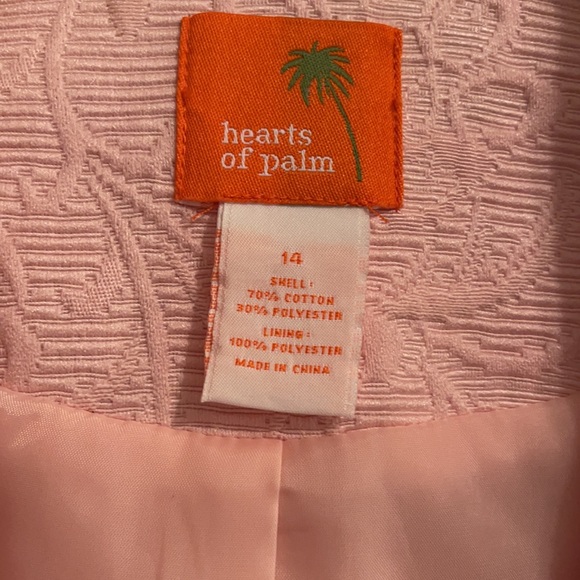 hearts
of palm
14
SHELL:
70% COTTON
30% POLYESTER
LINING:
100% POLYESTER
MADE IN CHINA